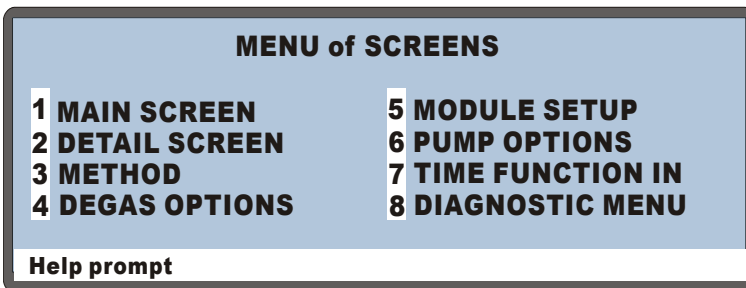 MENU of SCREENS
1 MAIN SCREEN
2 DETAIL SCREEN
3 METHOD
4 DEGAS OPTIONS
5 MODULE SETUP
6 PUMP OPTIONS
7 TIME FUNCTION IN
8 DIAGNOSTIC MENU
Help prompt